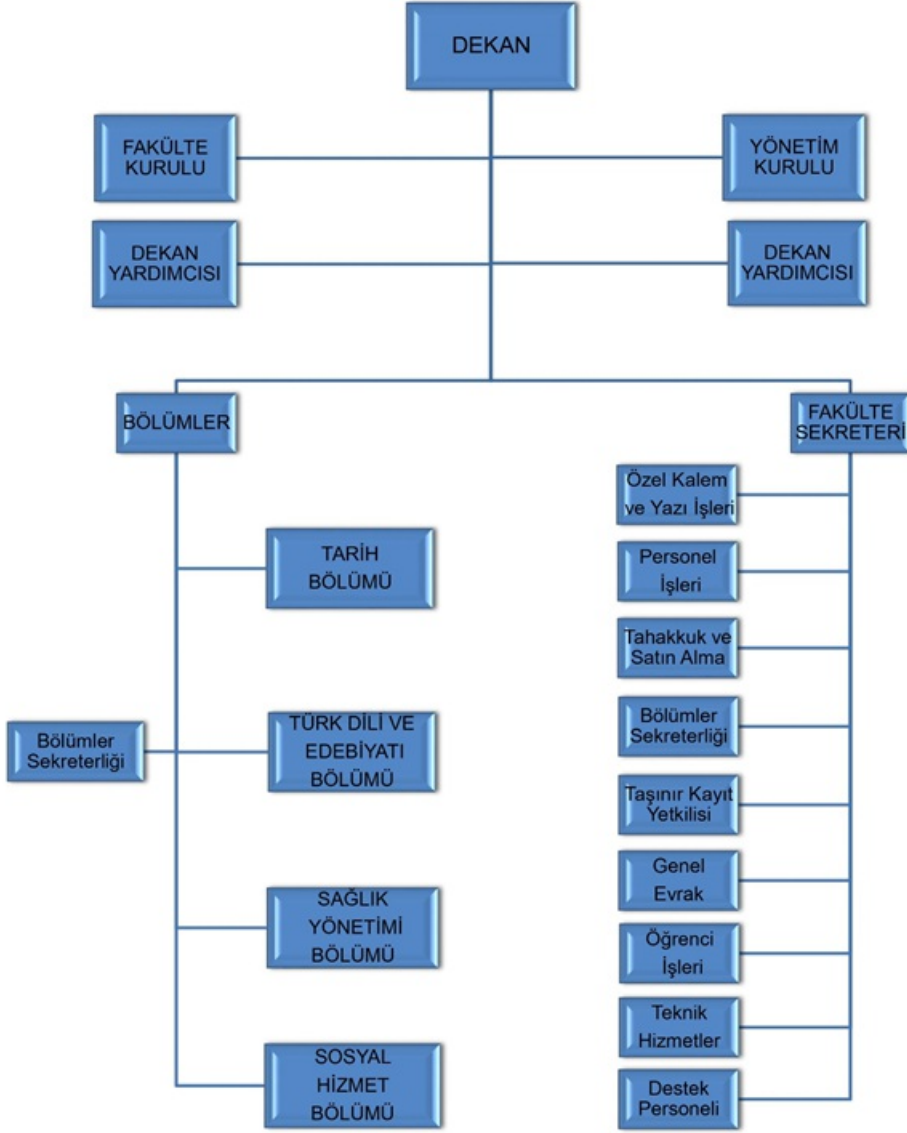 DEKAN
FAKÜLTE
KURULU
YÖNETİM
KURULU
DEKAN
YARDIMCISI
DEKAN
YARDIMCISI
BÖLÜMLER
FAKÜLTE
SEKRETERİ
TARİH
BÖLÜMÜ
Bölümler
Sekreterliği
TÜRK DİLİ VE
EDEBİYATI
BÖLÜMÜ
SAĞLIK
YÖNETİMİ
BÖLÜMÜ
SOSYAL
HİZMET
BÖLÜMÜ
Özel Kalem
ve Yazı İşleri
Personel
İşleri
Tahakkuk ve
Satın Alma
Bölümler
Sekreterliği
Taşınır Kayıt
Yetkilisi
Genel
Evrak
Öğrenci
İşleri
Teknik
Hizmetler
Destek
Personeli